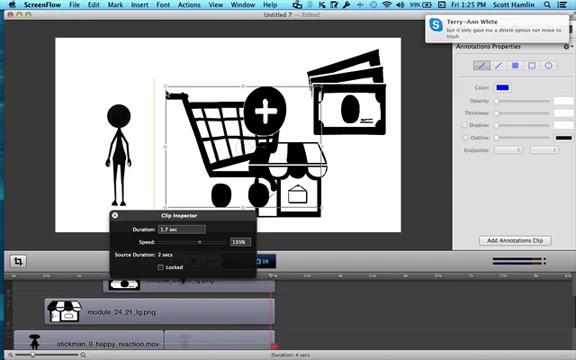 ScreenFlow File Edit Mark Insert Font Actions Arrange View Window Help
99% Fri 1:25 PM Scott Hamlin
Untitled 7 — Edited
Terry-Ann White
but it only gave me a delete option not move to
trash
Annotations Properties
Color:
Opacity:
Thickness:
Shadow:
Outline:
Endpoints:
Add Annotations Clip
Clip Inspector
Duration: 1.7 sec
Speed: 135%
Source Duration: 2 secs
Locked
module_24_21_lg.png
stickman_0_happy_reaction.mov
Duration: 4 secs